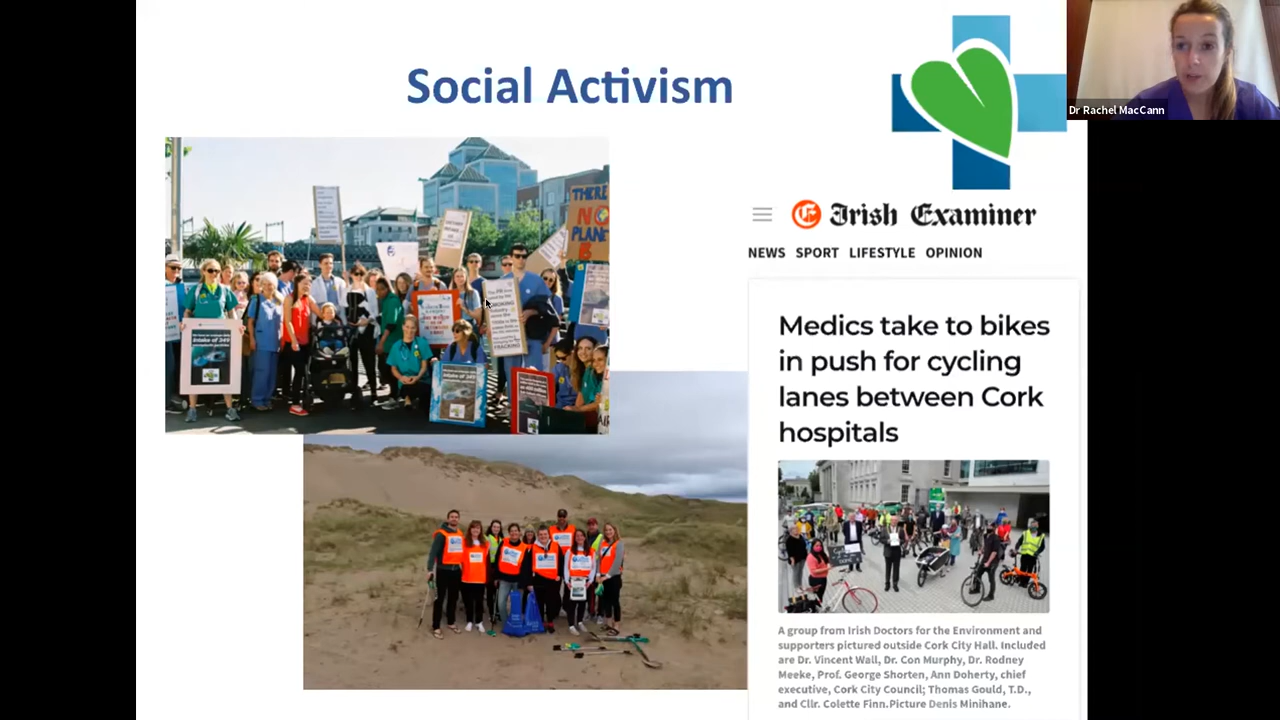 Social Activism
Dr Rachel MacCann
THERE
NO
PLANE
B
Intake of 349
Irish Examiner
NEWS SPORT LIFESTYLE OPINION
Medics take to bikes
in push for cycling
lanes between Cork
hospitals
A group from Irish Doctors for the Environment and
supporters pictured outside Cork City Hall. Included
are Dr. Vincent Wall, Dr. Con Murphy, Dr. Rodney
Meeke, Prof. George Shorten, Ann Doherty, chief
executive, Cork City Council; Thomas Gould, T.D.,
and Cllr. Colette Finn.Picture Denis Minihane.